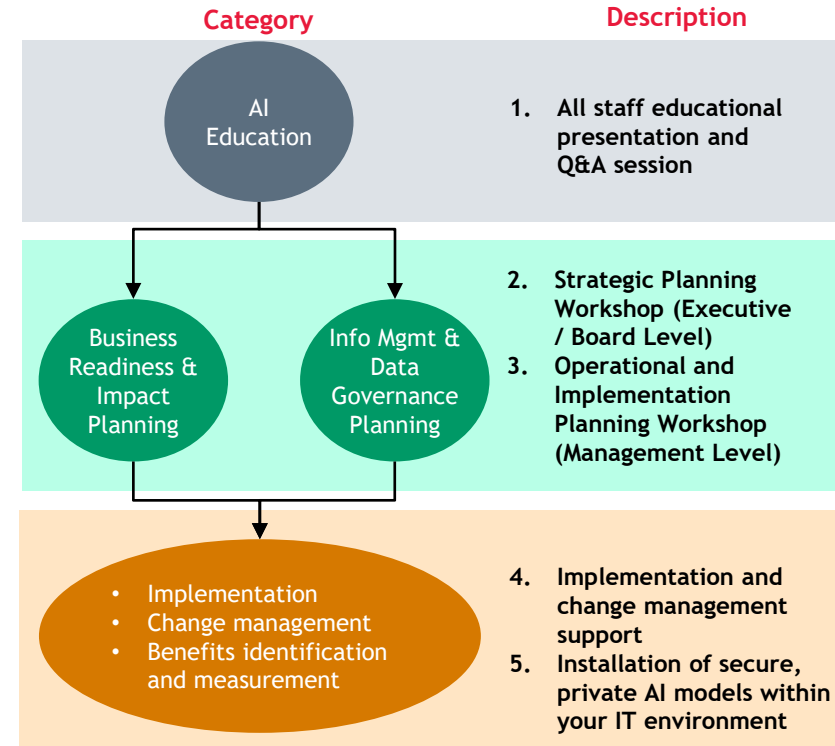 Category
Description
AI
Education
1. All staff educational
presentation and
Q&A session
Business
Readiness &
Impact
Planning
Info Mgmt &
Data
Governance
Planning
2. Strategic Planning
Workshop (Executive
/ Board Level)
3. Operational and
Implementation
Planning Workshop
(Management Level)
• Implementation
• Change management
• Benefits identification
and measurement
4. Implementation and
change management
support
5. Installation of secure,
private AI models within
your IT environment